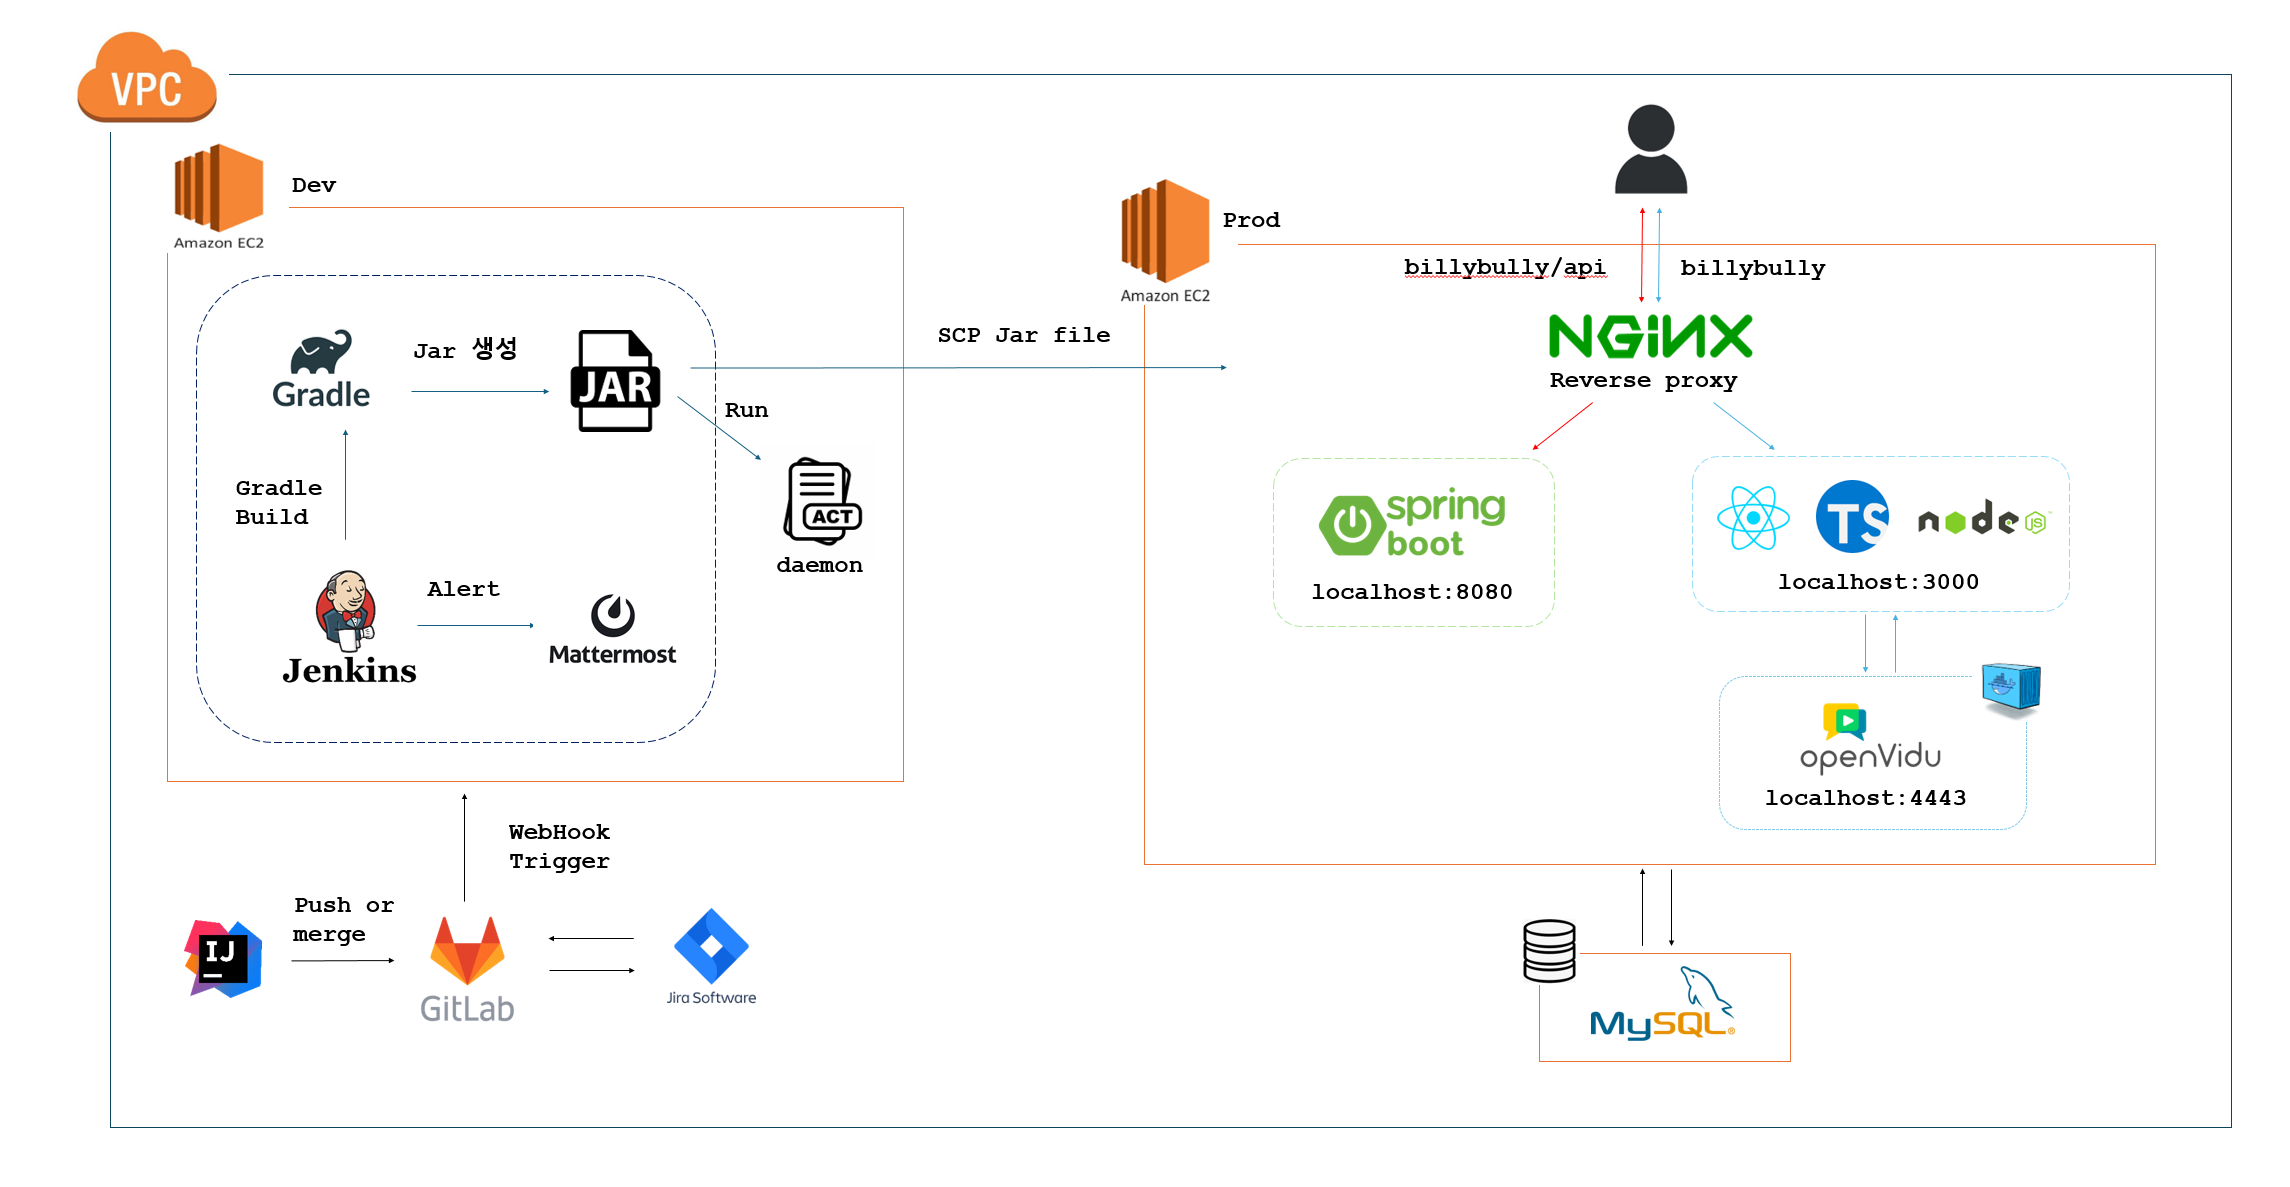 VPC
Amazon EC2
Dev
Gradle
Jar 생성
JAR
Run
ACT
daemon
Gradle
Build
Jenkins
Alert
Mattermost
SCP Jar file
WebHook
Trigger
IJ
Push or
merge
GitLab
Jira Software
Amazon EC2
Prod
billybully/api
billybully
NGiNX
Reverse proxy
spring
boot
localhost:8080
TS
node
JS
localhost:3000
openVidu
localhost:4443
MySQL®